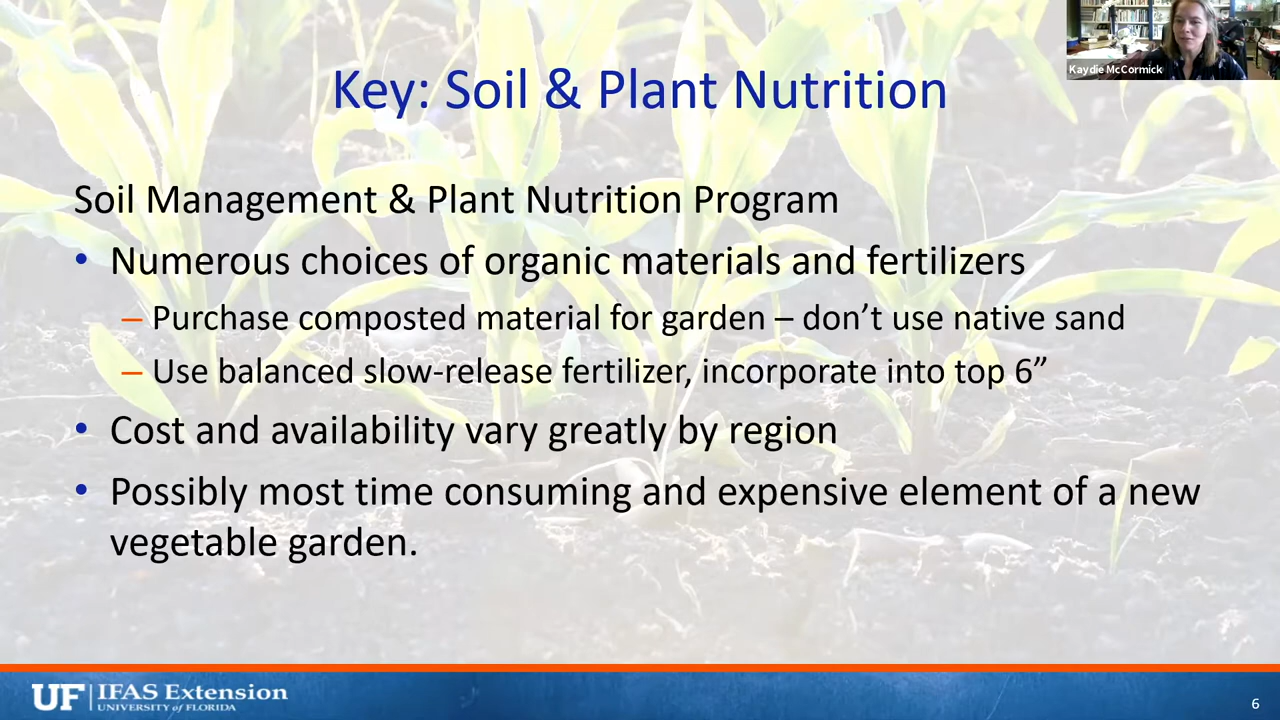 Kaydie McCormick
Key: Soil & Plant Nutrition
Soil Management & Plant Nutrition Program
• Numerous choices of organic materials and fertilizers
– Purchase composted material for garden – don’t use native sand
– Use balanced slow-release fertilizer, incorporate into top 6”
• Cost and availability vary greatly by region
• Possibly most time consuming and expensive element of a new
vegetable garden.
UF | IFAS Extension
UNIVERSITY of FLORIDA
6